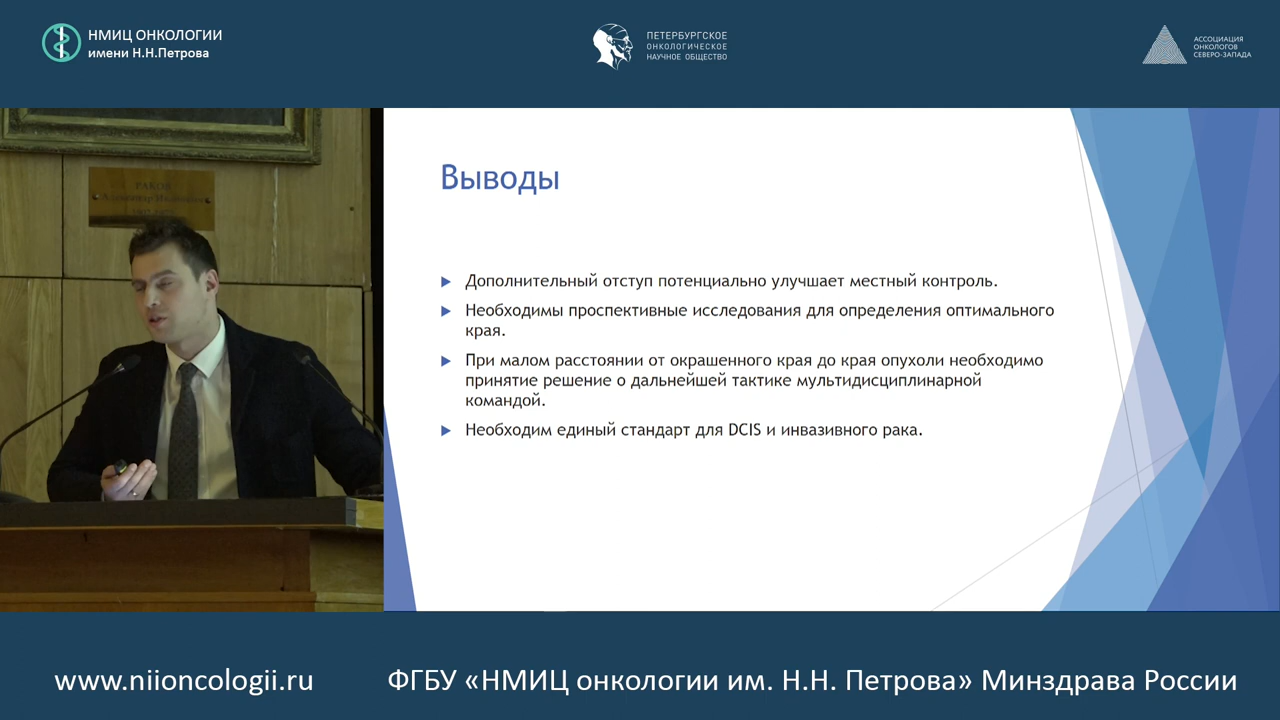 НМИЦ ОНКОЛОГИИ
имени Н.Н.Петрова
ПЕТЕРБУРГСКОЕ
ОНКОЛОГИЧЕСКОЕ
НАУЧНОЕ ОБЩЕСТВО
АССОЦИАЦИЯ
ОНКОЛОГОВ
СЕВЕРО-ЗАПАДА
РАКОВ
Выводы
Дополнительный отступ потенциально улучшает местный контроль.
Необходимы проспективные исследования для определения оптимального
края.
При малом расстоянии от окрашенного края до края опухоли необходимо
принятие решение о дальнейшей тактике мультидисциплинарной
командой.
Необходим единый стандарт для DCIS и инвазивного рака.
www.niioncologii.ru
ФГБУ «НМИЦ онкологии им. Н.Н. Петрова» Минздрава России